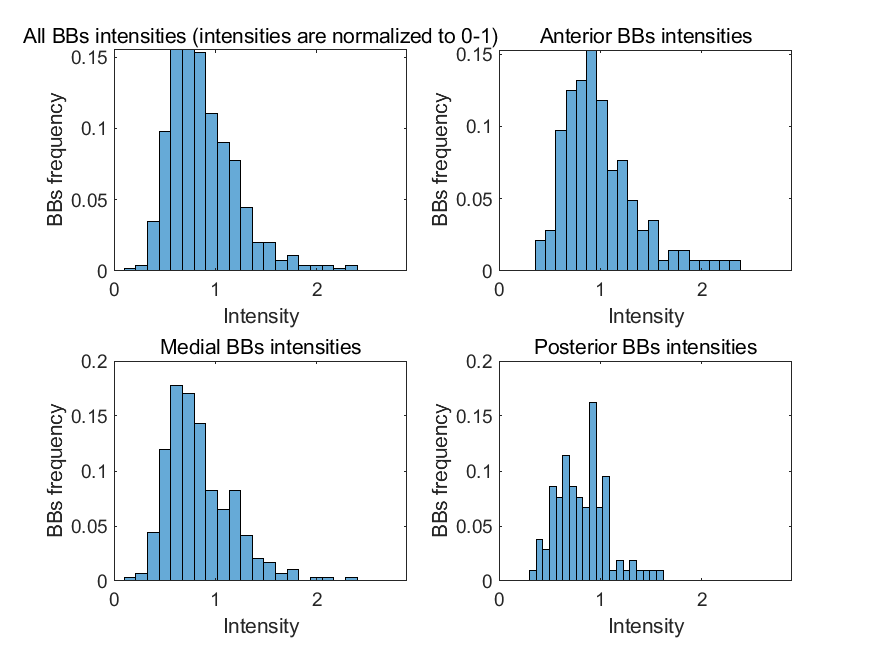 All BBs intensities (intensities are normalized to 0-1)
BBs frequency
0.15
0.1
0.05
0
0 1 2
Intensity
Anterior BBs intensities
BBs frequency
0.15
0.1
0.05
0
0 1 2
Intensity
Medial BBs intensities
BBs frequency
0.2
0.15
0.1
0.05
0
0 1 2
Intensity
Posterior BBs intensities
BBs frequency
0.2
0.15
0.1
0.05
0
0 1 2
Intensity